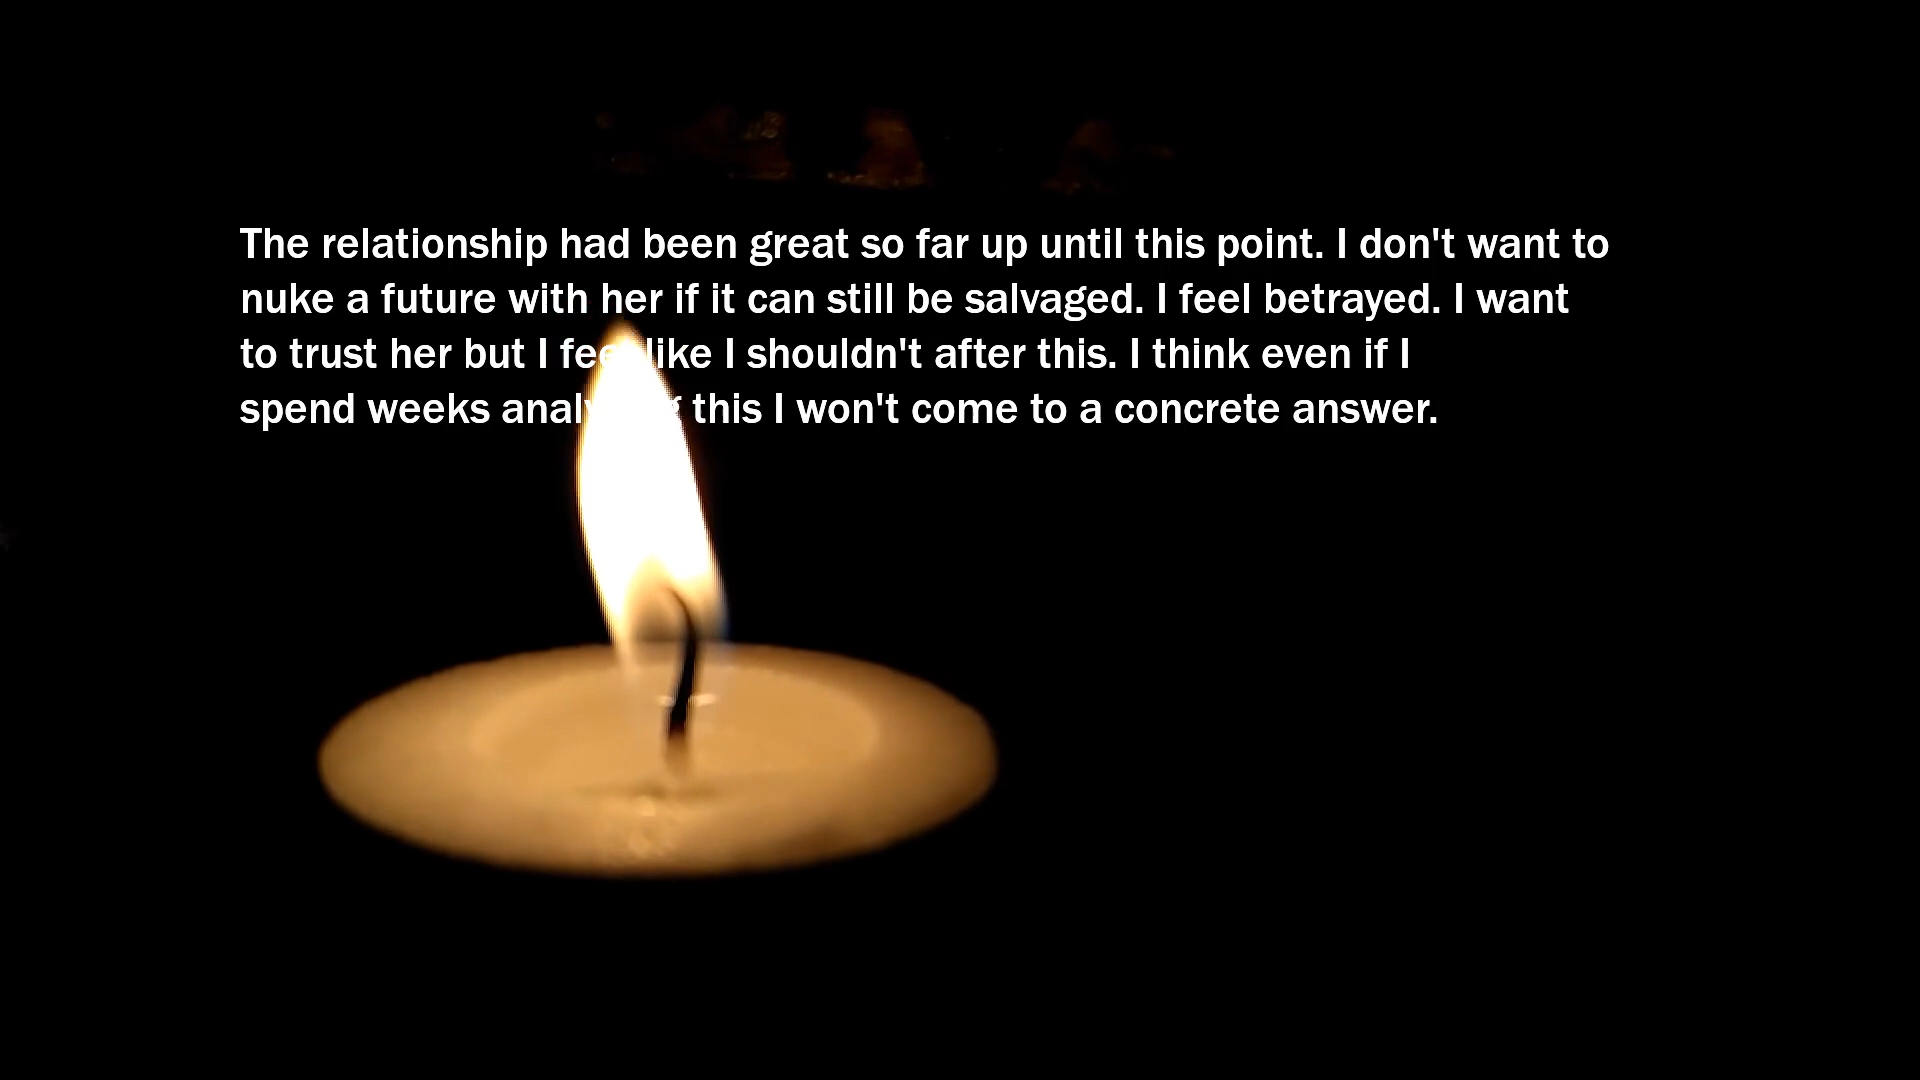 The relationship had been great so far up until this point. I don't want to
nuke a future with her if it can still be salvaged. I feel betrayed. I want
to trust her but I feel like I shouldn't after this. I think even if I
spend weeks analyzing this I won't come to a concrete answer.